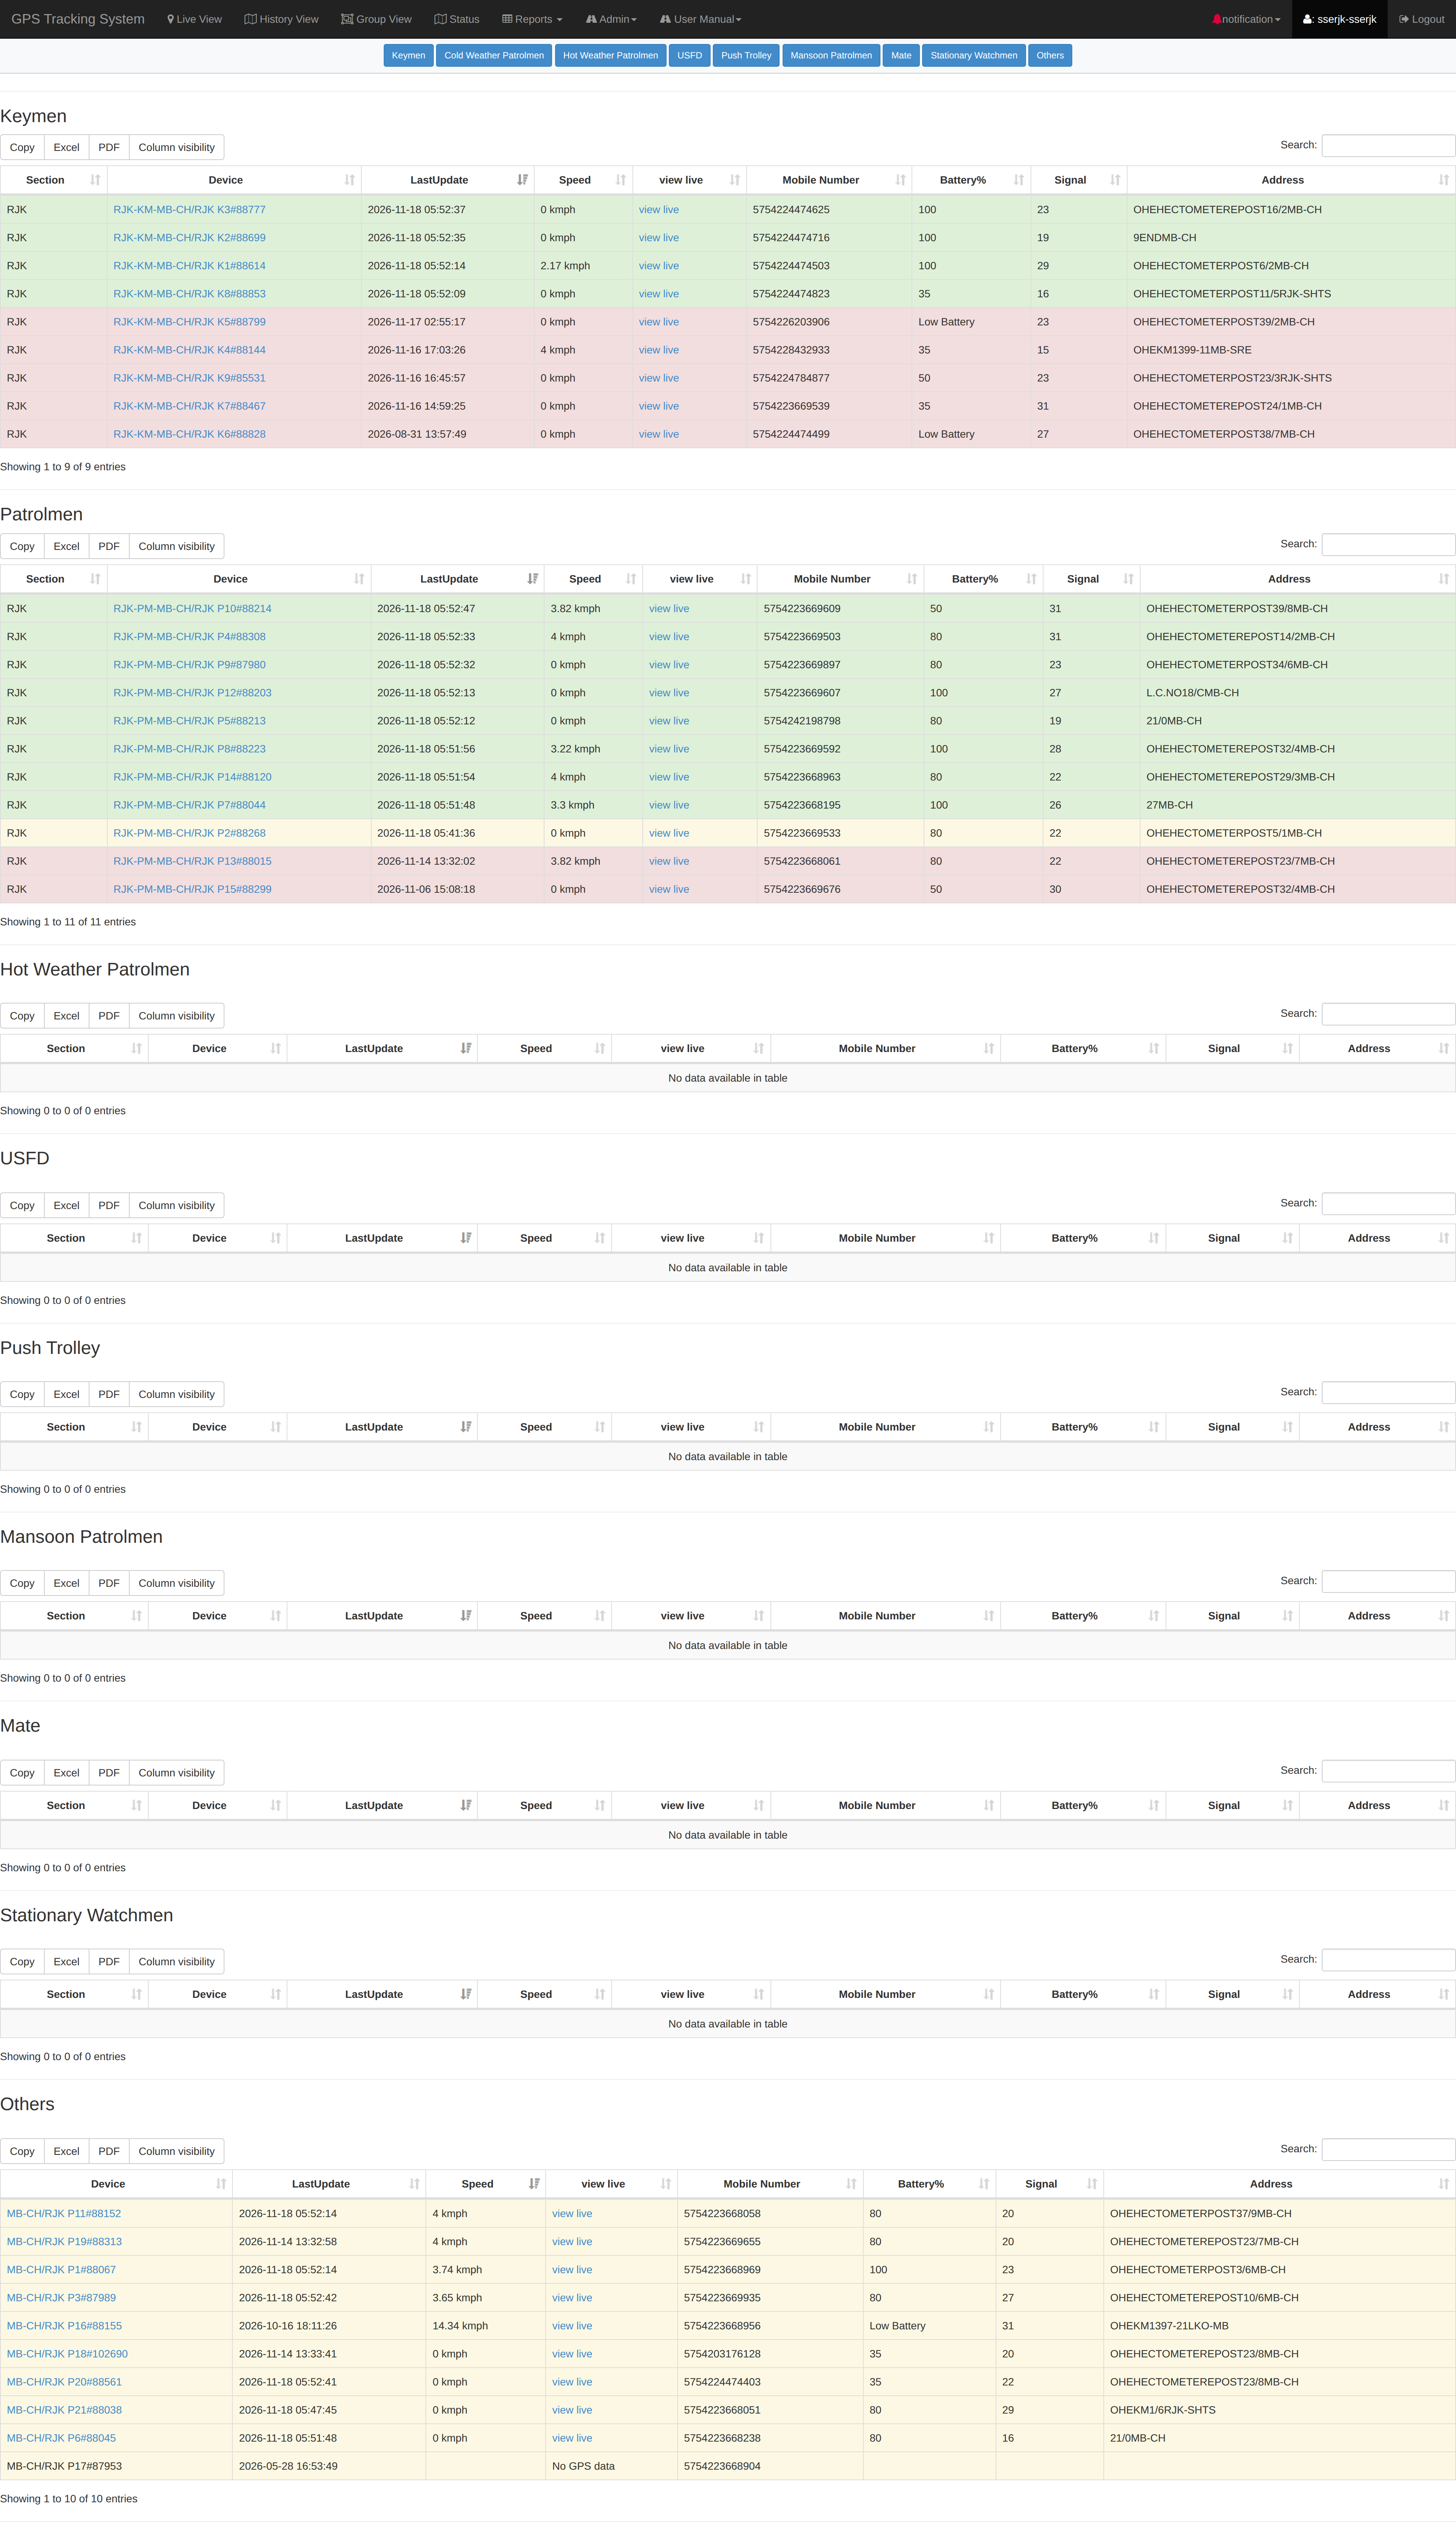 GPS Tracking System Live View History View Group View Status Reports Admin User Manual notification : sserjk-sserjk Logout
Keymen Cold Weather Patrolmen Hot Weather Patrolmen USFD Push Trolley Mansoon Patrolmen Mate Stationary Watchmen Others
Keymen
Copy Excel PDF Column visibility Search:
Section Device LastUpdate Speed view live Mobile Number Battery% Signal Address
RJK RJK-KM-MB-CH/RJK K3#88777 2026-11-18 05:52:37 0 kmph view live 5754224474625 100 23 OHEHECTOMETEREPOST16/2MB-CH
RJK RJK-KM-MB-CH/RJK K2#88699 2026-11-18 05:52:35 0 kmph view live 5754224474716 100 19 9ENDMB-CH
RJK RJK-KM-MB-CH/RJK K1#88614 2026-11-18 05:52:14 2.17 kmph view live 5754224474503 100 29 OHEHECTOMETERPOST6/2MB-CH
RJK RJK-KM-MB-CH/RJK K8#88853 2026-11-18 05:52:09 0 kmph view live 5754224474823 35 16 OHEHECTOMETERPOST11/5RJK-SHTS
RJK RJK-KM-MB-CH/RJK K5#88799 2026-11-17 02:55:17 0 kmph view live 5754226203906 Low Battery 23 OHEHECTOMETERPOST39/2MB-CH
RJK RJK-KM-MB-CH/RJK K4#88144 2026-11-16 17:03:26 4 kmph view live 5754228432933 35 15 OHEKM1399-11MB-SRE
RJK RJK-KM-MB-CH/RJK K9#85531 2026-11-16 16:45:57 0 kmph view live 5754224784877 50 23 OHEHECTOMETEREPOST23/3RJK-SHTS
RJK RJK-KM-MB-CH/RJK K7#88467 2026-11-16 14:59:25 0 kmph view live 5754223669539 35 31 OHEHECTOMETEREPOST24/1MB-CH
RJK RJK-KM-MB-CH/RJK K6#88828 2026-08-31 13:57:49 0 kmph view live 5754224474499 Low Battery 27 OHEHECTOMETERPOST38/7MB-CH
Showing 1 to 9 of 9 entries
Patrolmen
Copy Excel PDF Column visibility Search:
Section Device LastUpdate Speed view live Mobile Number Battery% Signal Address
RJK RJK-PM-MB-CH/RJK P10#88214 2026-11-18 05:52:47 3.82 kmph view live 5754223669609 50 31 OHEHECTOMETERPOST39/8MB-CH
RJK RJK-PM-MB-CH/RJK P4#88308 2026-11-18 05:52:33 4 kmph view live 5754223669503 80 31 OHEHECTOMETEREPOST14/2MB-CH
RJK RJK-PM-MB-CH/RJK P9#87980 2026-11-18 05:52:32 0 kmph view live 5754223669897 80 23 OHEHECTOMETERPOST34/6MB-CH
RJK RJK-PM-MB-CH/RJK P12#88203 2026-11-18 05:52:13 0 kmph view live 5754223669607 100 27 L.C.NO18/CMB-CH
RJK RJK-PM-MB-CH/RJK P5#88213 2026-11-18 05:52:12 0 kmph view live 5754242198798 80 19 21/0MB-CH
RJK RJK-PM-MB-CH/RJK P8#88223 2026-11-18 05:51:56 3.22 kmph view live 5754223669592 100 28 OHEHECTOMETEREPOST32/4MB-CH
RJK RJK-PM-MB-CH/RJK P14#88120 2026-11-18 05:51:54 4 kmph view live 5754223668963 80 22 OHEHECTOMETEREPOST29/3MB-CH
RJK RJK-PM-MB-CH/RJK P7#88044 2026-11-18 05:51:48 3.3 kmph view live 5754223668195 100 26 27MB-CH
RJK RJK-PM-MB-CH/RJK P2#88268 2026-11-18 05:41:36 0 kmph view live 5754223669533 80 22 OHEHECTOMETERPOST5/1MB-CH
RJK RJK-PM-MB-CH/RJK P13#88015 2026-11-14 13:32:02 3.82 kmph view live 5754223668061 80 22 OHEHECTOMETEREPOST23/7MB-CH
RJK RJK-PM-MB-CH/RJK P15#88299 2026-11-06 15:08:18 0 kmph view live 5754223669676 50 30 OHEHECTOMETEREPOST32/4MB-CH
Showing 1 to 11 of 11 entries
Hot Weather Patrolmen
Copy Excel PDF Column visibility Search:
Section Device LastUpdate Speed view live Mobile Number Battery% Signal Address
No data available in table
Showing 0 to 0 of 0 entries
USFD
Copy Excel PDF Column visibility Search:
Section Device LastUpdate Speed view live Mobile Number Battery% Signal Address
No data available in table
Showing 0 to 0 of 0 entries
Push Trolley
Copy Excel PDF Column visibility Search:
Section Device LastUpdate Speed view live Mobile Number Battery% Signal Address
No data available in table
Showing 0 to 0 of 0 entries
Mansoon Patrolmen
Copy Excel PDF Column visibility Search:
Section Device LastUpdate Speed view live Mobile Number Battery% Signal Address
No data available in table
Showing 0 to 0 of 0 entries
Mate
Copy Excel PDF Column visibility Search:
Section Device LastUpdate Speed view live Mobile Number Battery% Signal Address
No data available in table
Showing 0 to 0 of 0 entries
Stationary Watchmen
Copy Excel PDF Column visibility Search:
Section Device LastUpdate Speed view live Mobile Number Battery% Signal Address
No data available in table
Showing 0 to 0 of 0 entries
Others
Copy Excel PDF Column visibility Search:
Device LastUpdate Speed view live Mobile Number Battery% Signal Address
MB-CH/RJK P11#88152 2026-11-18 05:52:14 4 kmph view live 5754223668058 80 20 OHEHECTOMETERPOST37/9MB-CH
MB-CH/RJK P19#88313 2026-11-14 13:32:58 4 kmph view live 5754223669655 80 20 OHEHECTOMETEREPOST23/7MB-CH
MB-CH/RJK P1#88067 2026-11-18 05:52:14 3.74 kmph view live 5754223668969 100 23 OHEHECTOMETERPOST3/6MB-CH
MB-CH/RJK P3#87989 2026-11-18 05:52:42 3.65 kmph view live 5754223669935 80 27 OHEHECTOMETEREPOST10/6MB-CH
MB-CH/RJK P16#88155 2026-10-16 18:11:26 14.34 kmph view live 5754223668956 Low Battery 31 OHEKM1397-21LKO-MB
MB-CH/RJK P18#102690 2026-11-14 13:33:41 0 kmph view live 5754203176128 35 20 OHEHECTOMETEREPOST23/8MB-CH
MB-CH/RJK P20#88561 2026-11-18 05:52:41 0 kmph view live 5754224474403 35 22 OHEHECTOMETEREPOST23/8MB-CH
MB-CH/RJK P21#88038 2026-11-18 05:47:45 0 kmph view live 5754223668051 80 29 OHEKM1/6RJK-SHTS
MB-CH/RJK P6#88045 2026-11-18 05:51:48 0 kmph view live 5754223668238 80 16 21/0MB-CH
MB-CH/RJK P17#87953 2026-05-28 16:53:49 No GPS data 5754223668904
Showing 1 to 10 of 10 entries